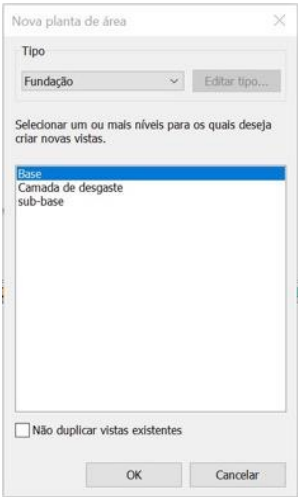 Nova planta de área
Tipo
Fundação
Editar tipo...
Selecionar um ou mais níveis para os quais deseja
criar novas vistas.
Base
Camada de desgaste
sub-base
Não duplicar vistas existentes
OK
Cancelar